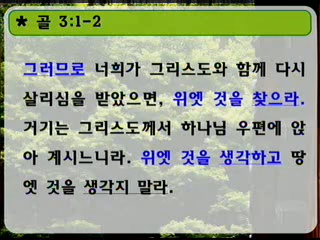 * 골 3:1-2
그러므로 너희가 그리스도와 함께 다시
살리심을 받았으면, 위엣 것을 찾으라.
거기는 그리스도께서 하나님 우편에 앉
아 계시느니라. 위엣 것을 생각하고 땅
엣 것을 생각지 말라.